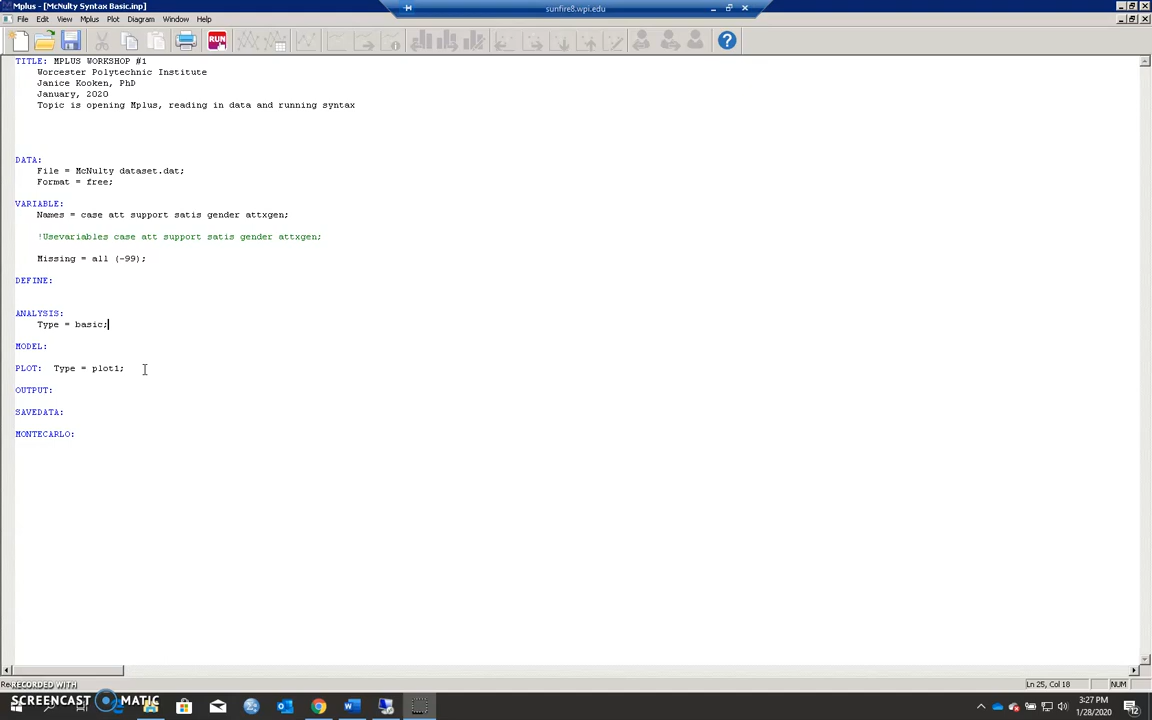 Mplus - [McNulty Syntax Basic.inp]
sunfire8.wpi.edu
File Edit View Mplus Plot Diagram Window Help
RUN
TITLE: MPLUS WORKSHOP #1
Worcester Polytechnic Institute
Janice Kooken, PhD
January, 2020
Topic is opening Mplus, reading in data and running syntax
DATA:
File = McNulty dataset.dat;
Format = free;
VARIABLE:
Names = case att support satis gender attxgen;
!Usevariables case att support satis gender attxgen;
Missing = all (-99);
DEFINE:
ANALYSIS:
Type = basic;
MODEL:
PLOT: Type = plot1;
OUTPUT:
SAVEDATA:
MONTECARLO:
Ln 25, Col 18
NUM
RECORDED WITH
SCREENCAST MATIC
3:27 PM
1/28/2020
12